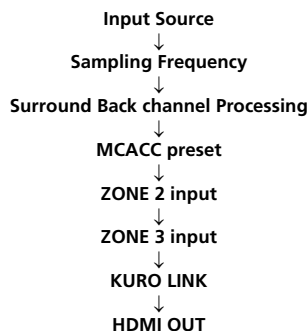 Input Source
↓
Sampling Frequency
↓
Surround Back channel Processing
↓
MCACC preset
↓
ZONE 2 input
↓
ZONE 3 input
↓
KURO LINK
↓
HDMI OUT